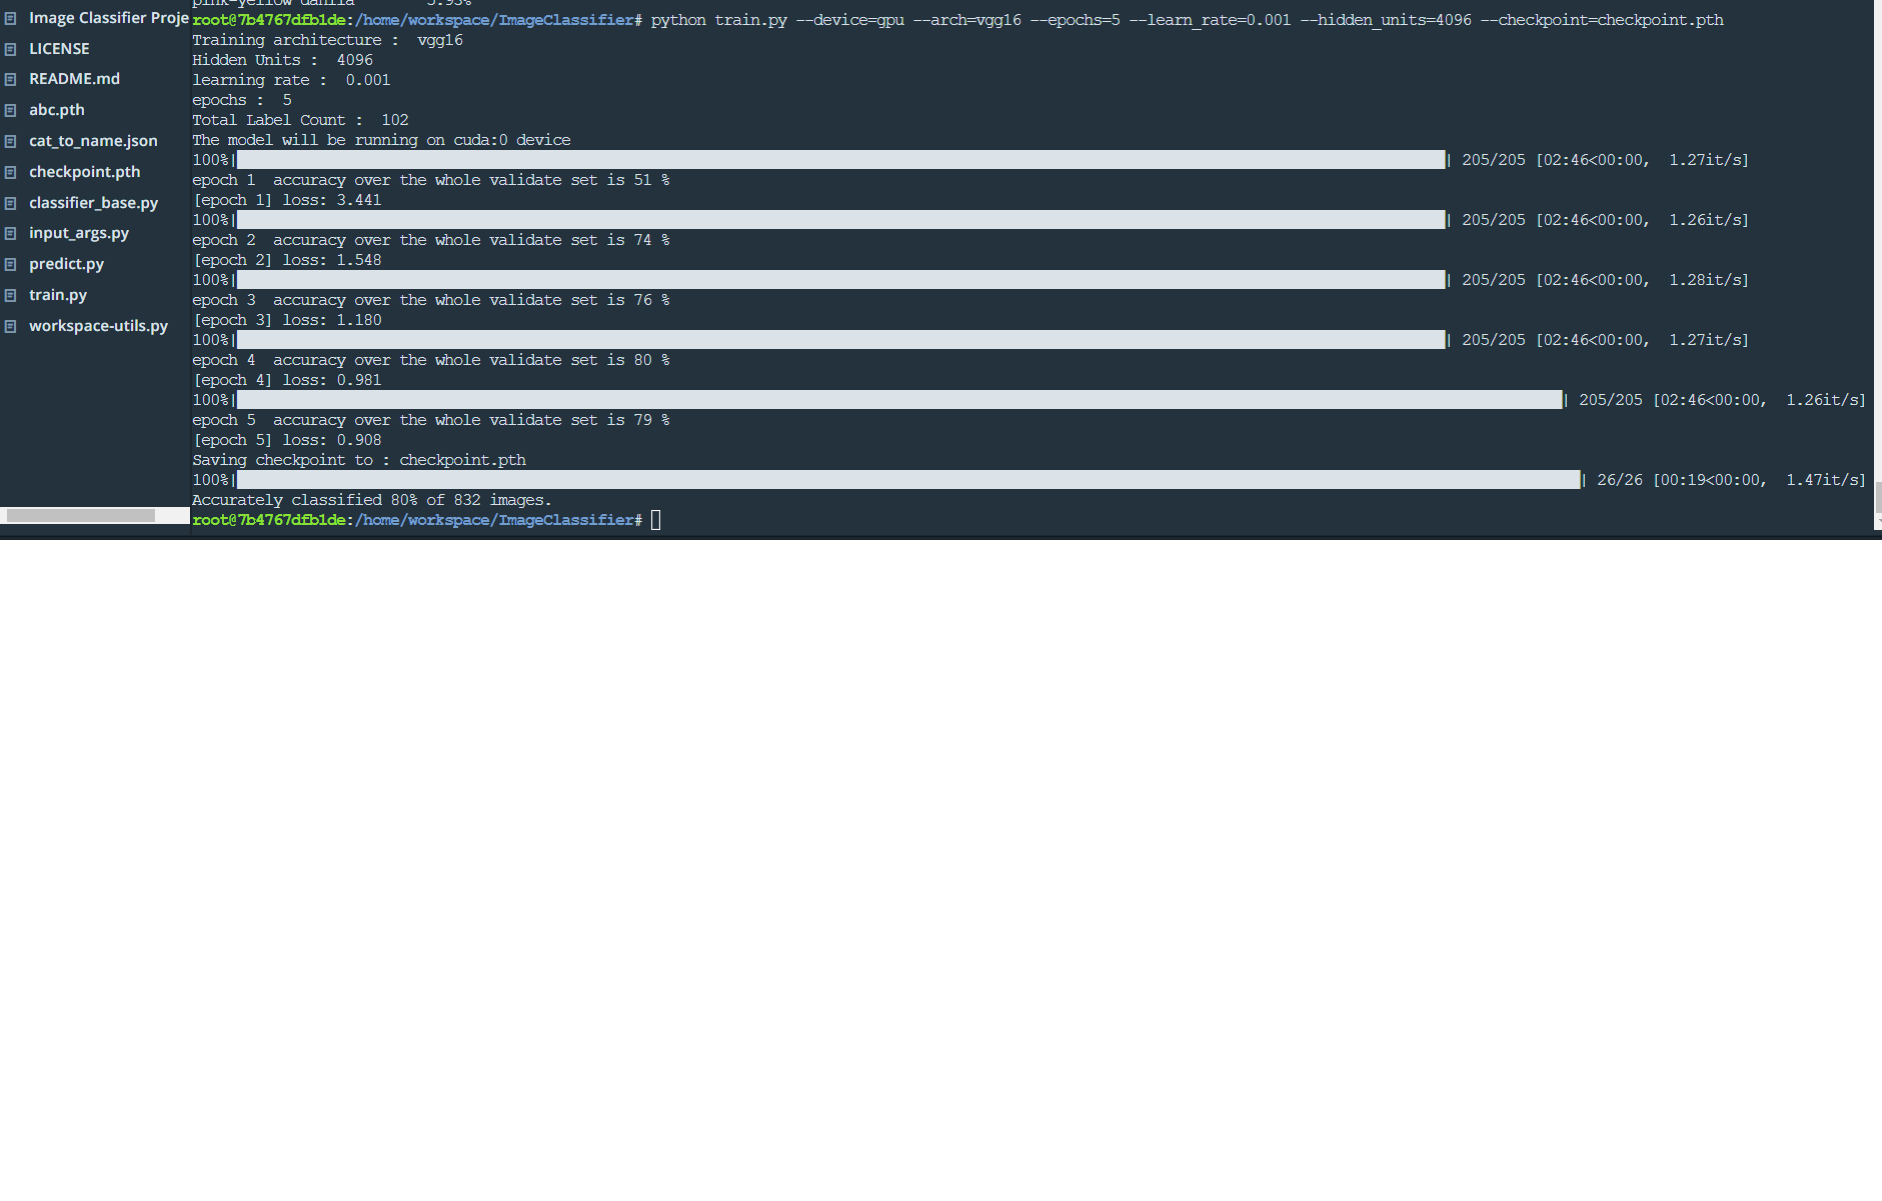 Image Classifier Proje
LICENSE
README.md
abc.pth
cat_to_name.json
checkpoint.pth
classifier_base.py
input_args.py
predict.py
train.py
workspace-utils.py
pink-yellow dahlia        5.93%
root@7b4767dfb1de:/home/workspace/ImageClassifier# python train.py --device=gpu --arch=vgg16 --epochs=5 --learn_rate=0.001 --hidden_units=4096 --checkpoint=checkpoint.pth
Training architecture :  vgg16
Hidden Units :  4096
learning rate :  0.001
epochs :  5
Total Label Count :  102
The model will be running on cuda:0 device
100%| | 205/205 [02:46<00:00,  1.27it/s]
epoch 1  accuracy over the whole validate set is 51 %
[epoch 1] loss: 3.441
100%| | 205/205 [02:46<00:00,  1.26it/s]
epoch 2  accuracy over the whole validate set is 74 %
[epoch 2] loss: 1.548
100%| | 205/205 [02:46<00:00,  1.28it/s]
epoch 3  accuracy over the whole validate set is 76 %
[epoch 3] loss: 1.180
100%| | 205/205 [02:46<00:00,  1.27it/s]
epoch 4  accuracy over the whole validate set is 80 %
[epoch 4] loss: 0.981
100%| | 205/205 [02:46<00:00,  1.26it/s]
epoch 5  accuracy over the whole validate set is 79 %
[epoch 5] loss: 0.908
Saving checkpoint to : checkpoint.pth
100%| | 26/26 [00:19<00:00,  1.47it/s]
Accurately classified 80% of 832 images.
root@7b4767dfb1de:/home/workspace/ImageClassifier#